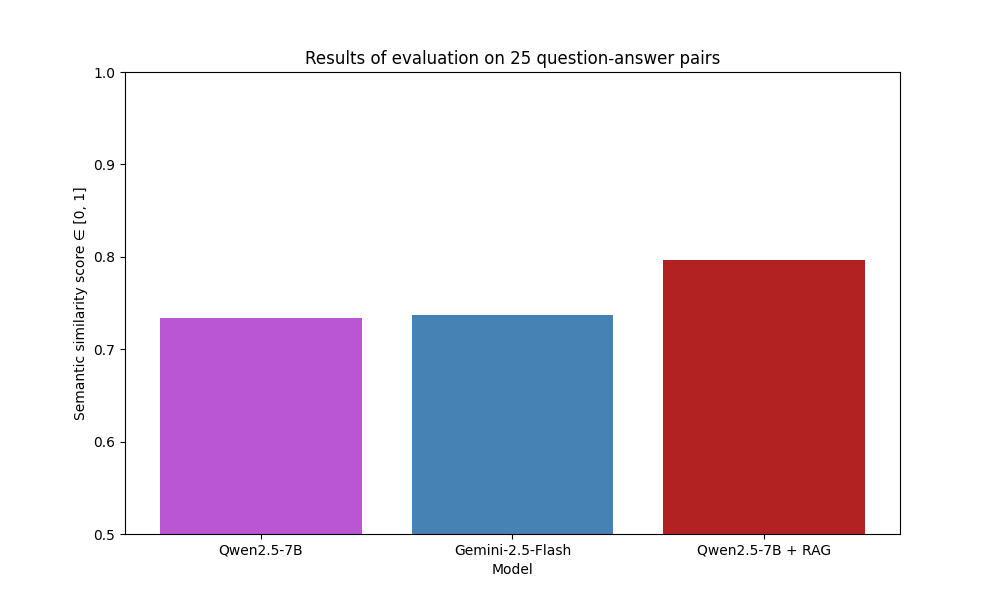 Results of evaluation on 25 question-answer pairs
Semantic similarity score ∈ [0, 1]
1.0
0.9
0.8
0.7
0.6
0.5
Qwen2.5-7B Gemini-2.5-Flash Qwen2.5-7B + RAG
Model